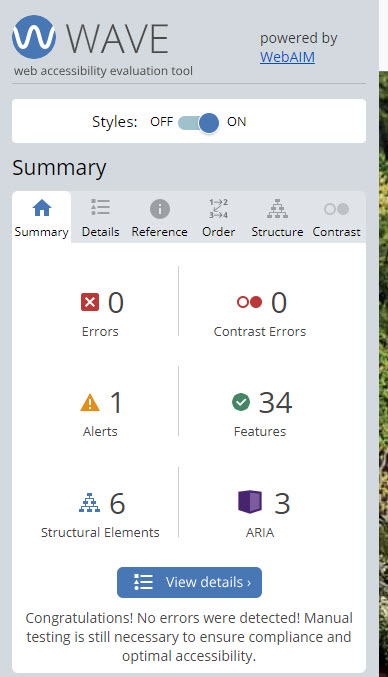 WAVE
powered by
WebAIM
web accessibility evaluation tool
Styles: OFF ON
Summary
1→2
3→4
Summary Details Reference Order Structure Contrast
0 0
Errors Contrast Errors
1 34
Alerts Features
6 3
Structural Elements ARIA
View details ›
Congratulations! No errors were detected! Manual
testing is still necessary to ensure compliance and
optimal accessibility.